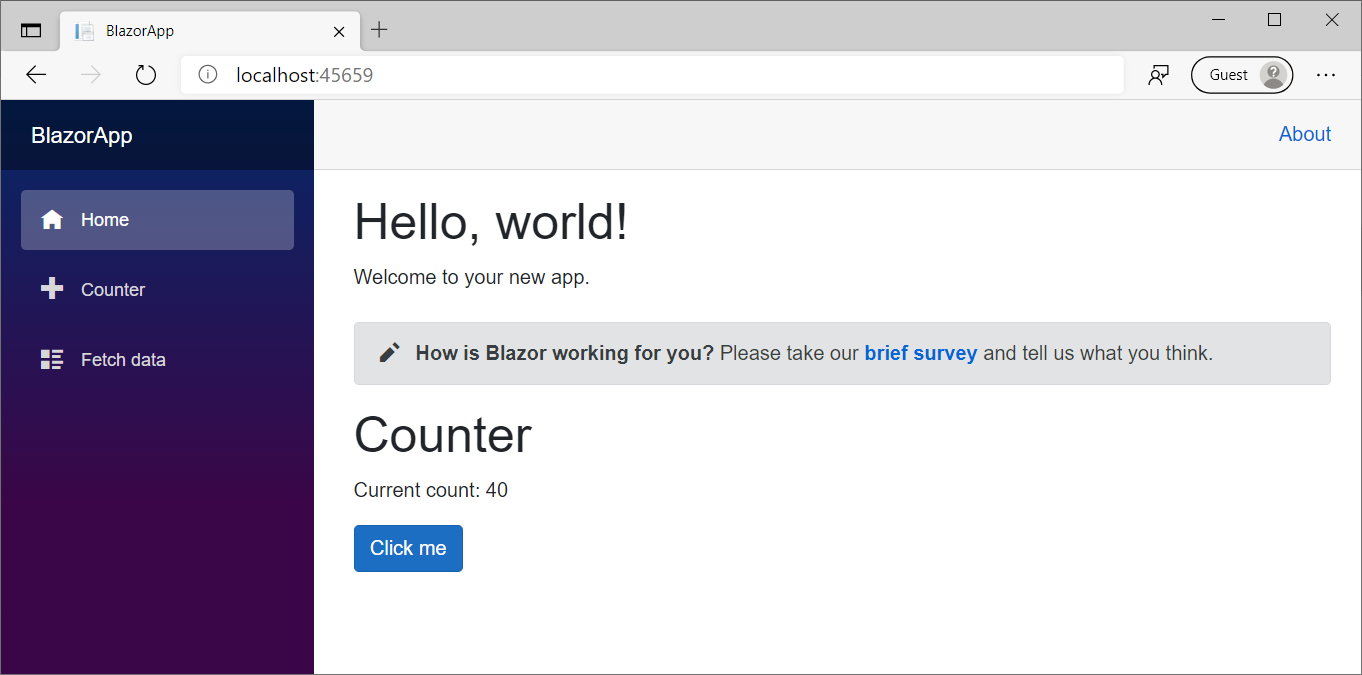 BlazorApp
localhost:45659
Guest
BlazorApp
About
Home
Counter
Fetch data
Hello, world!
Welcome to your new app.
How is Blazor working for you? Please take our brief survey and tell us what you think.
Counter
Current count: 40
Click me